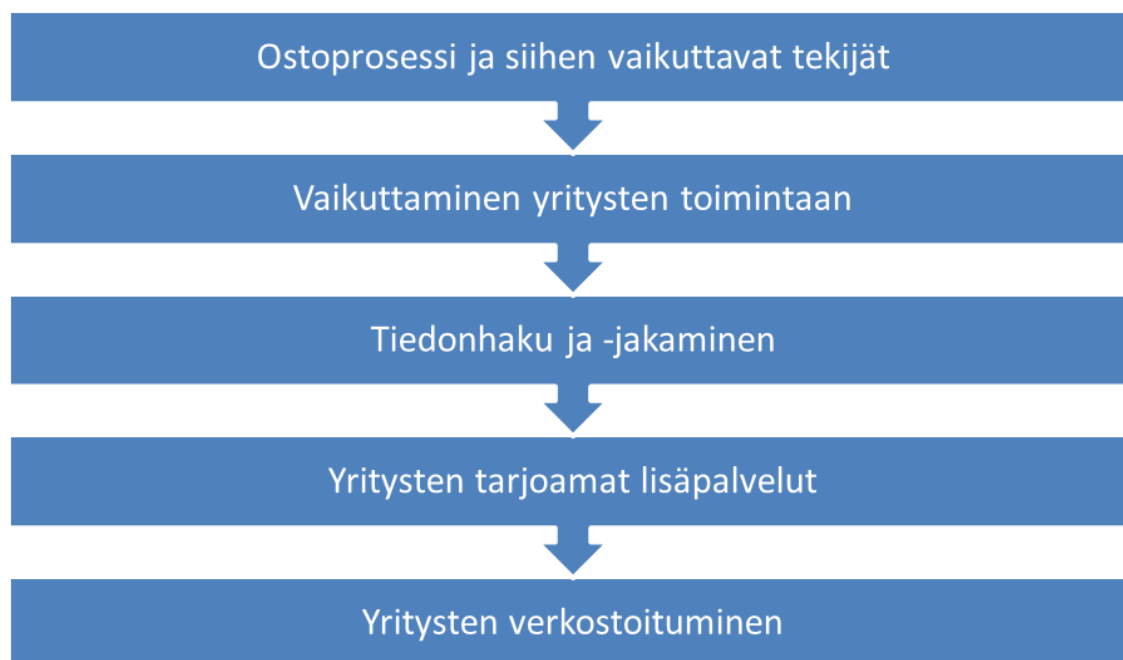 Ostoprosessi ja siihen vaikuttavat tekijät
Vaikuttaminen yritysten toimintaan
Tiedonhaku ja -jakaminen
Yritysten tarjoamat lisäpalvelut
Yritysten verkostoituminen